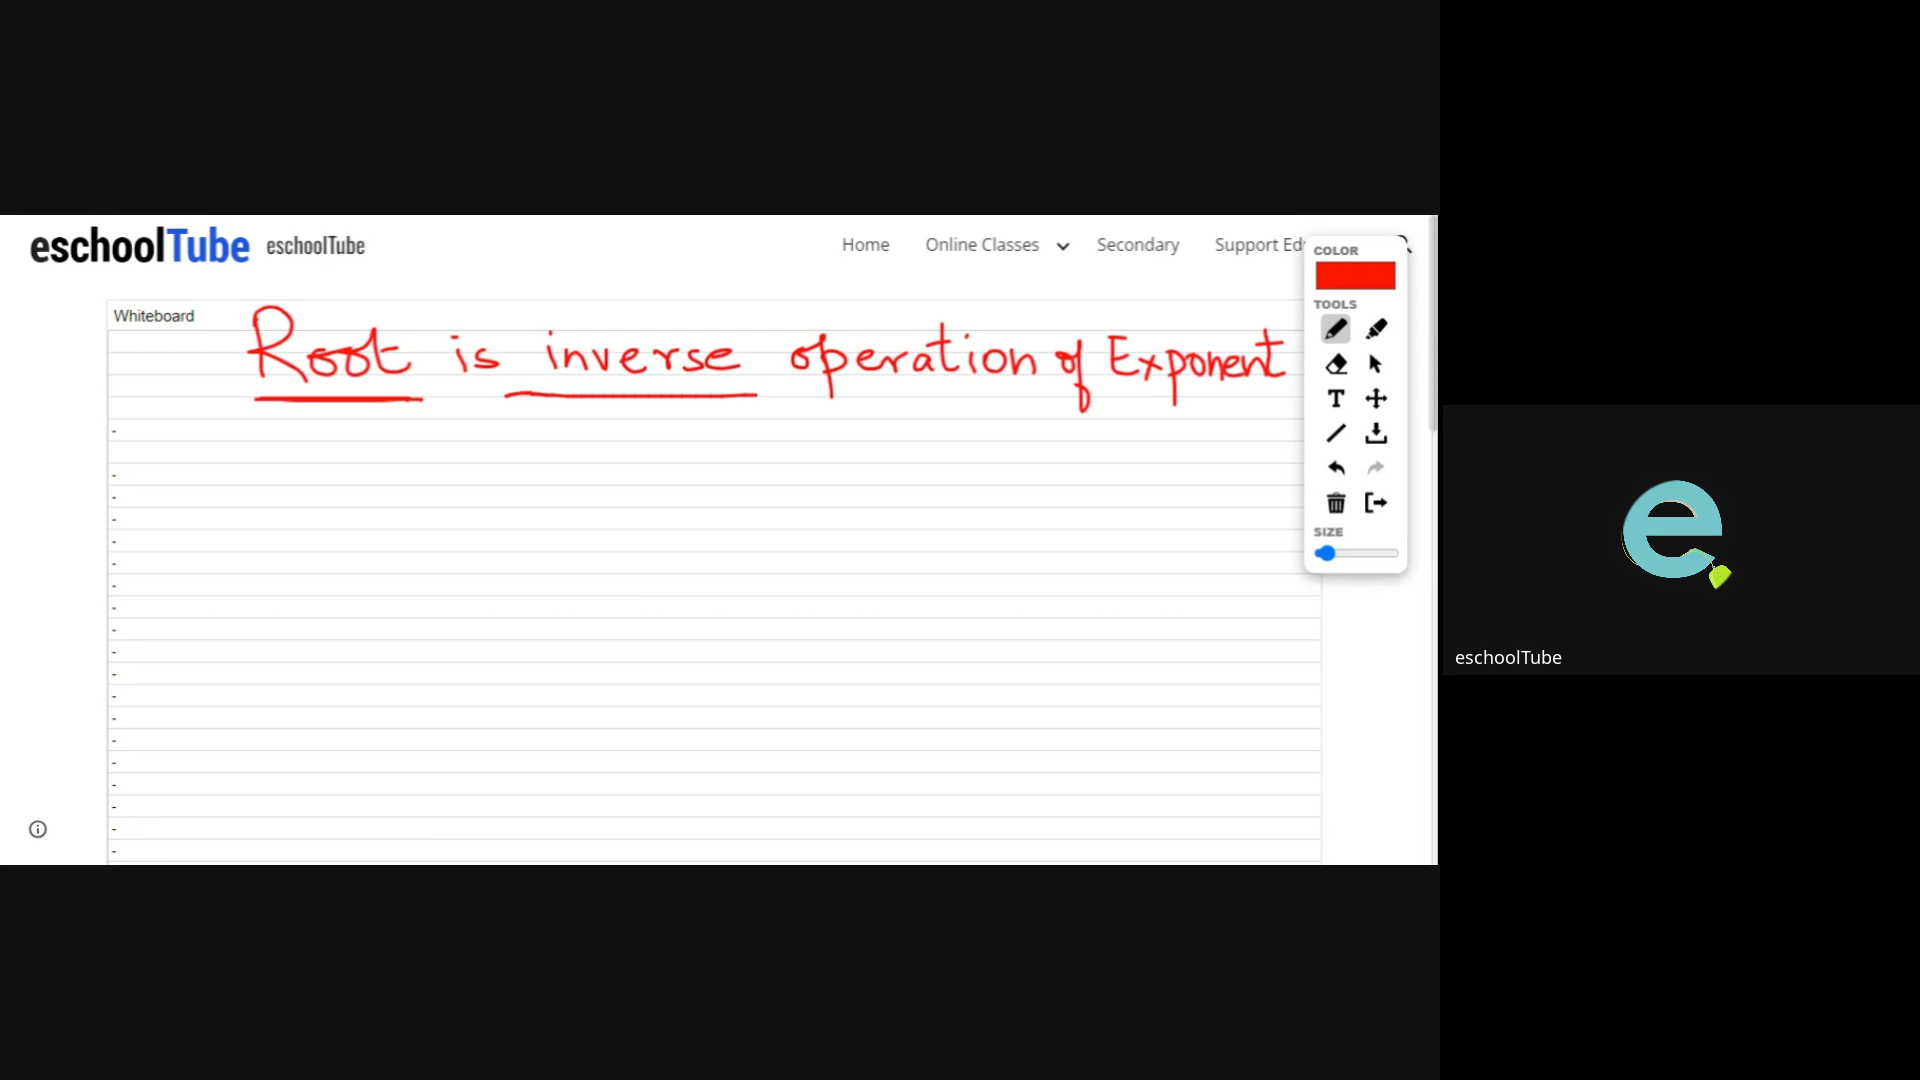 eschoolTube eschoolTube Home Online Classes Secondary Support Ed
COLOR
TOOLS
Whiteboard
Root is inverse operation of Exponent
T
SIZE
eschoolTube